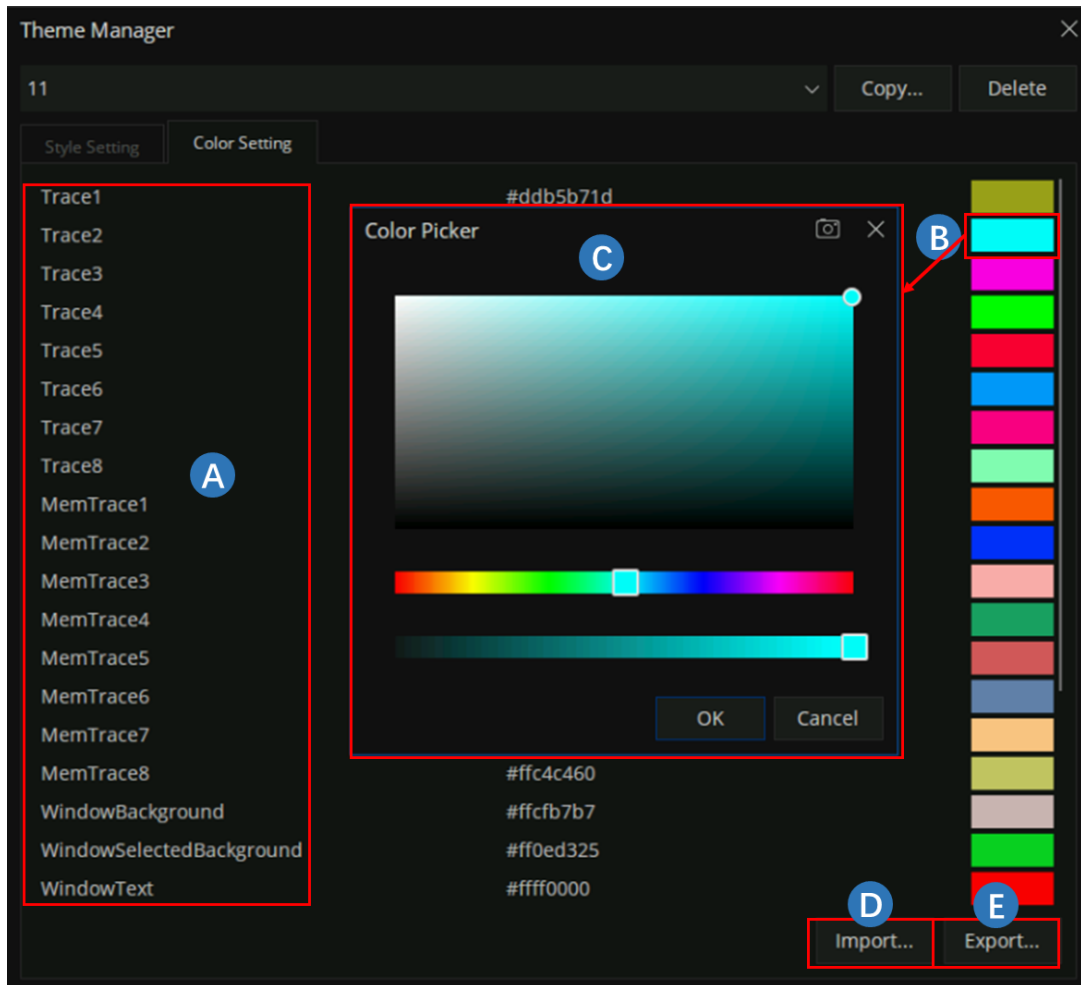 Theme Manager
11
Copy...
Delete
Style Setting
Color Setting
Trace1 #ddb5b71d
Trace2
Trace3
Trace4
Trace5
Trace6
Trace7
Trace8
MemTrace1
MemTrace2
MemTrace3
MemTrace4
MemTrace5
MemTrace6
MemTrace7
MemTrace8 #ffc4c460
WindowBackground #ffcfb7b7
WindowSelectedBackground #ff0ed325
WindowText #ffff0000
A
B
Color Picker
C
OK
Cancel
D
E
Import...
Export...